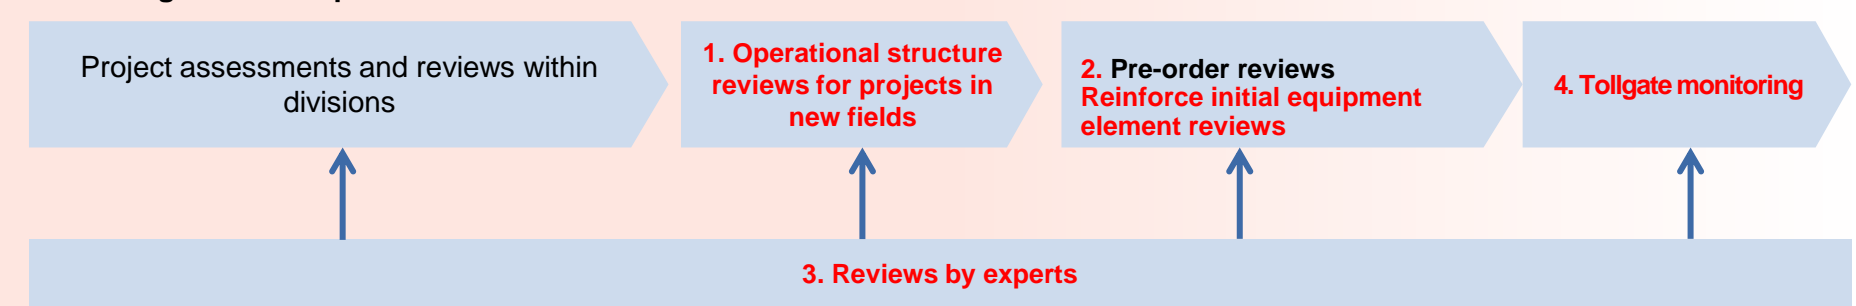 Project assessments and reviews within
divisions
1. Operational structure
reviews for projects in
new fields
2. Pre-order reviews
Reinforce initial equipment
element reviews
4. Tollgate monitoring
3. Reviews by experts